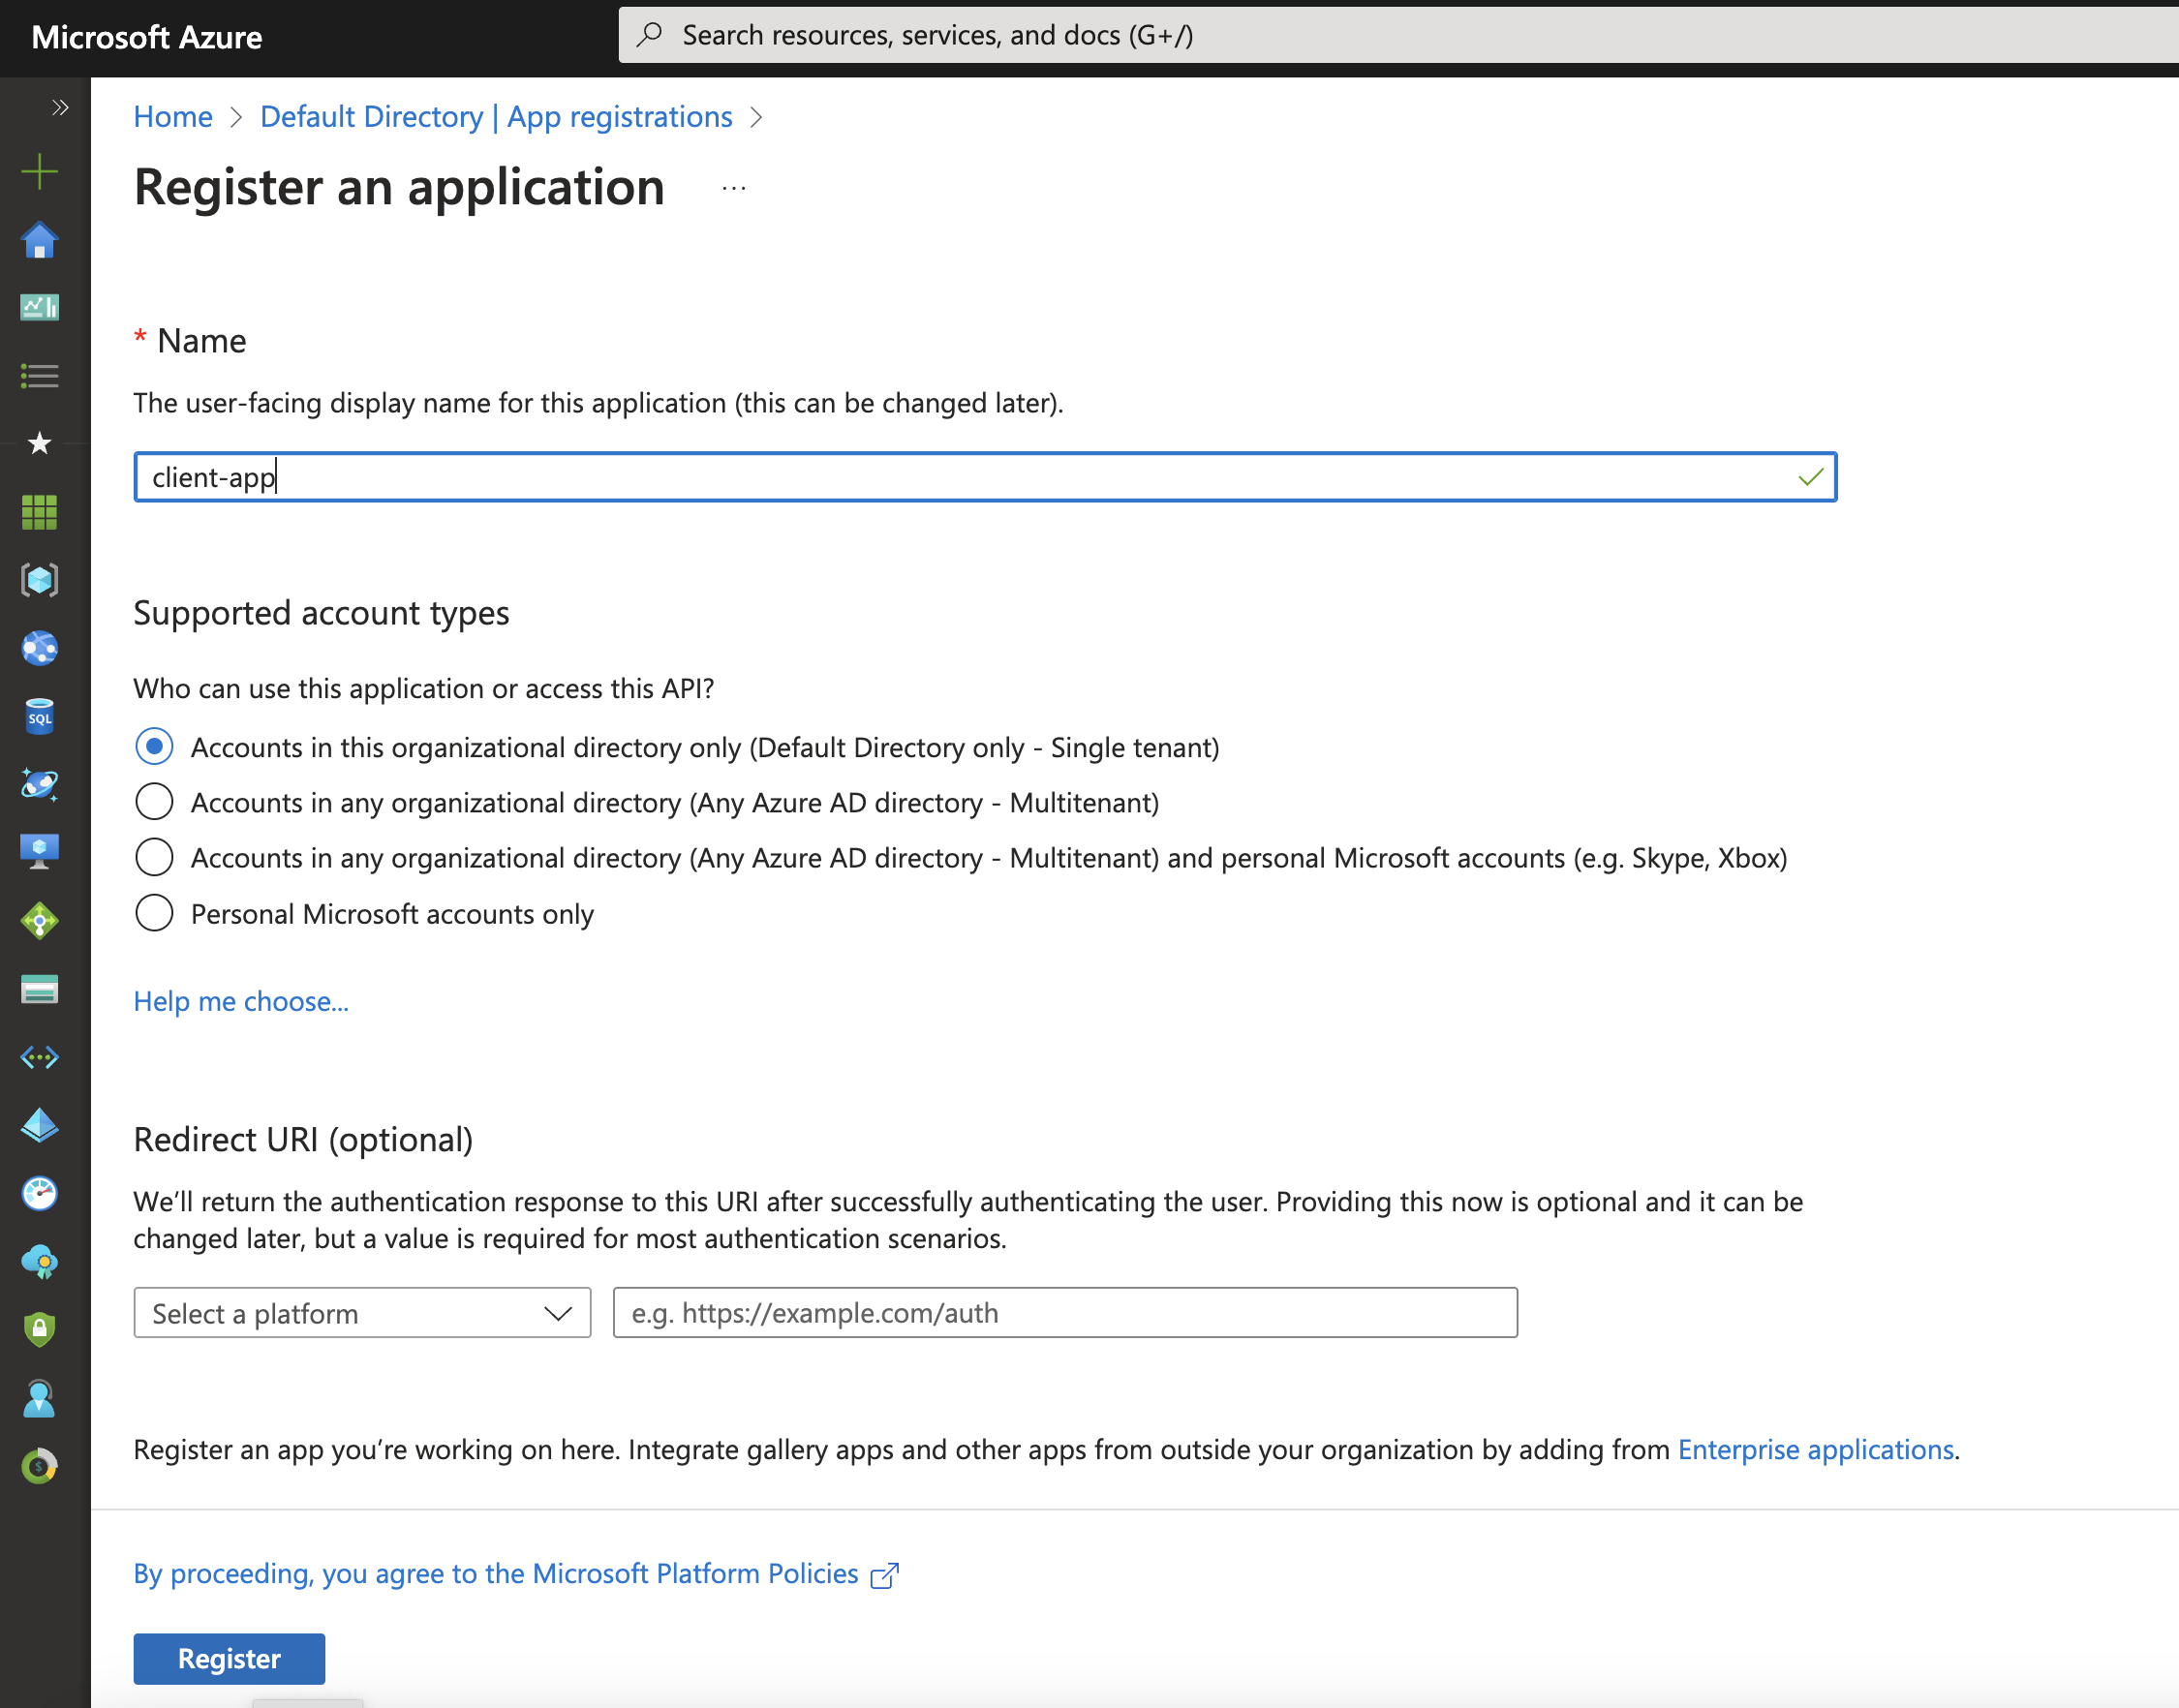 Microsoft Azure
Search resources, services, and docs (G+/)
Home > Default Directory | App registrations >
Register an application ...
* Name
The user-facing display name for this application (this can be changed later).
client-app
Supported account types
Who can use this application or access this API?
Accounts in this organizational directory only (Default Directory only - Single tenant)
Accounts in any organizational directory (Any Azure AD directory - Multitenant)
Accounts in any organizational directory (Any Azure AD directory - Multitenant) and personal Microsoft accounts (e.g. Skype, Xbox)
Personal Microsoft accounts only
Help me choose...
Redirect URI (optional)
We’ll return the authentication response to this URI after successfully authenticating the user. Providing this now is optional and it can be
changed later, but a value is required for most authentication scenarios.
Select a platform
e.g. https://example.com/auth
Register an app you’re working on here. Integrate gallery apps and other apps from outside your organization by adding from Enterprise applications.
By proceeding, you agree to the Microsoft Platform Policies
Register
SQL